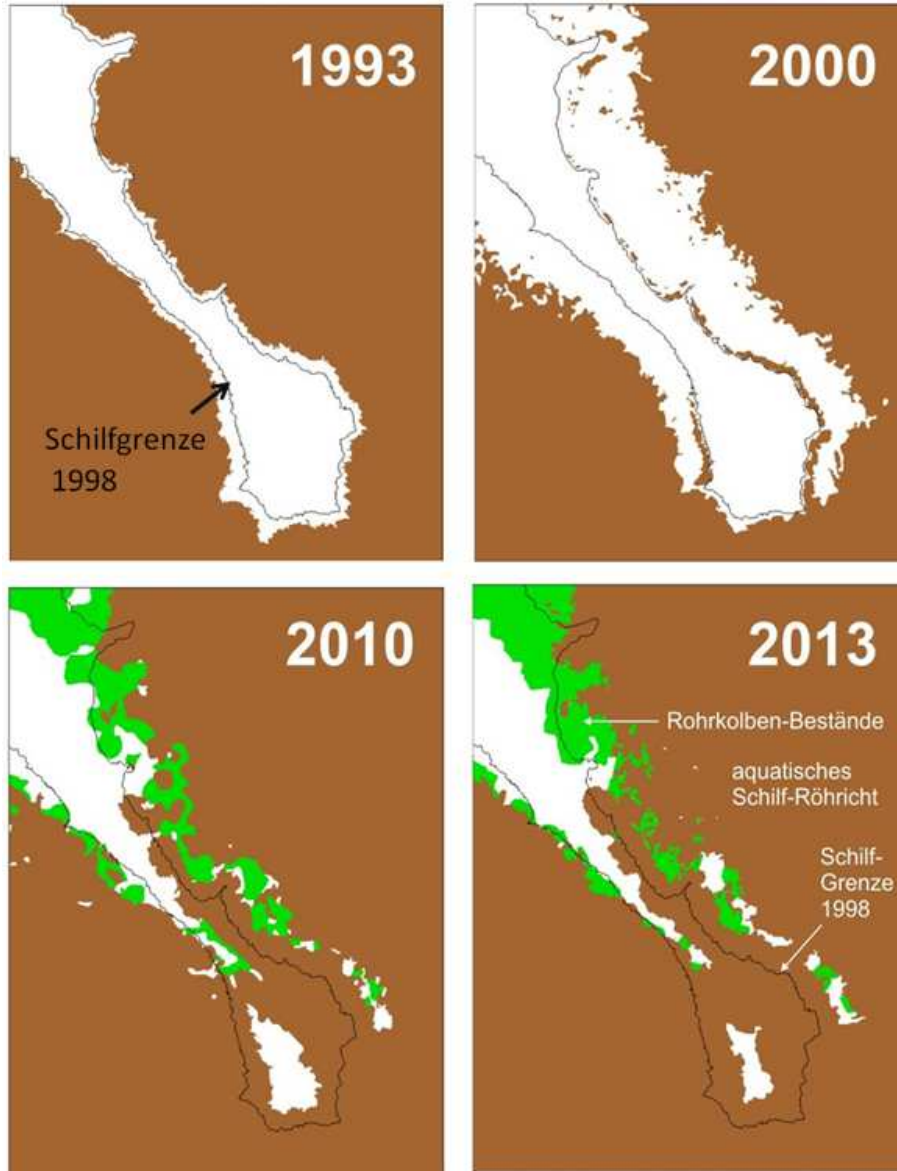 1993
2000
Schilfgrenze
1998
2010
2013
Rohrkolben-Bestände
aquatisches
Schilf-Röhricht
Schilf-
Grenze
1998